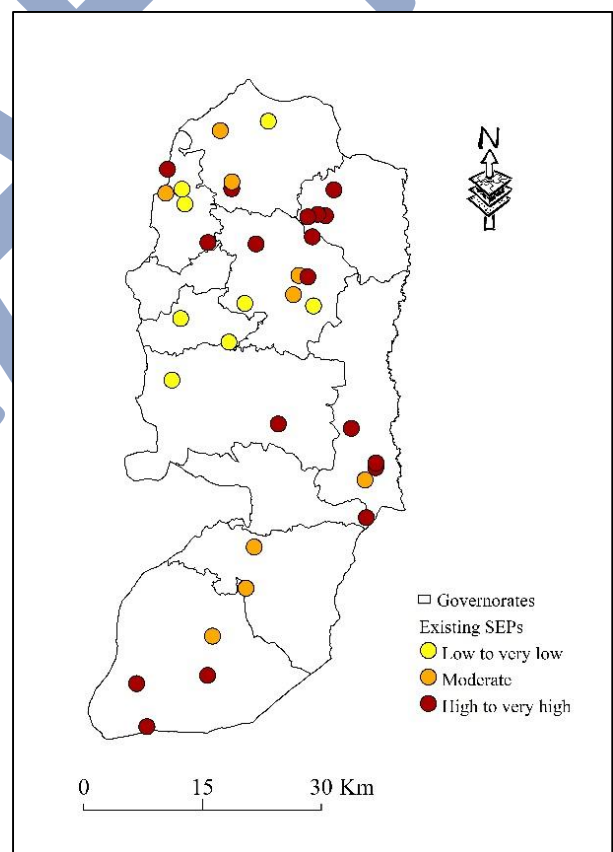 N
Governorates
Existing SEPs
Low to very low
Moderate
High to very high
0 15 30 Km